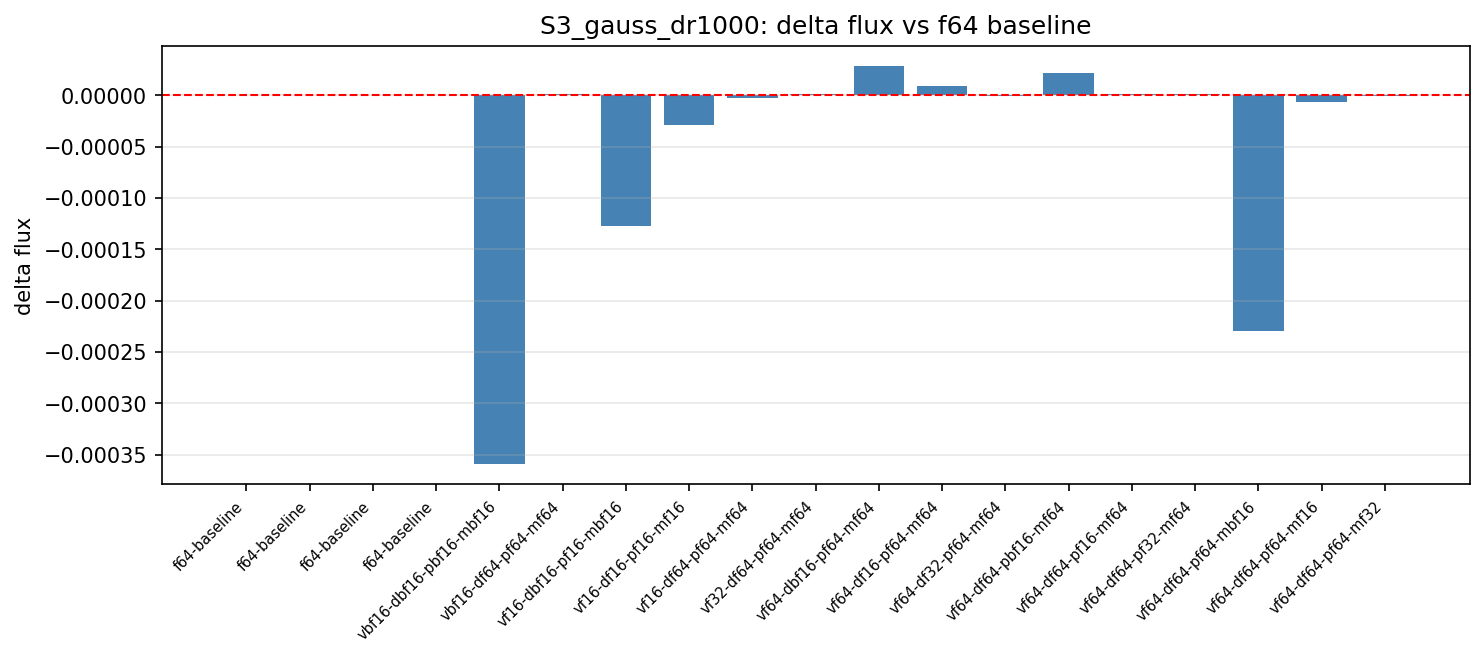 S3_gauss_dr1000: delta flux vs f64 baseline
delta flux
0.00000
−0.00005
−0.00010
−0.00015
−0.00020
−0.00025
−0.00030
−0.00035
f64-baseline
f64-baseline
f64-baseline
f64-baseline
vbf16-dbf16-pbf16-mbf16
vbf16-df64-pf64-mf64
vf16-dbf16-pf16-mbf16
vf16-df16-pf16-mf16
vf16-df64-pf64-mf64
vf32-df64-pf64-mf64
vf64-dbf16-pf64-mf64
vf64-df16-pf64-mf64
vf64-df32-pf64-mf64
vf64-df64-pbf16-mf64
vf64-df64-pf16-mf64
vf64-df64-pf32-mf64
vf64-df64-pf64-mbf16
vf64-df64-pf64-mf16
vf64-df64-pf64-mf32